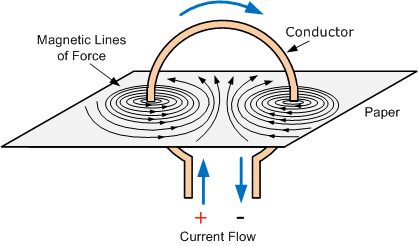 Magnetic Lines
of Force
Conductor
Paper
+ -
Current Flow